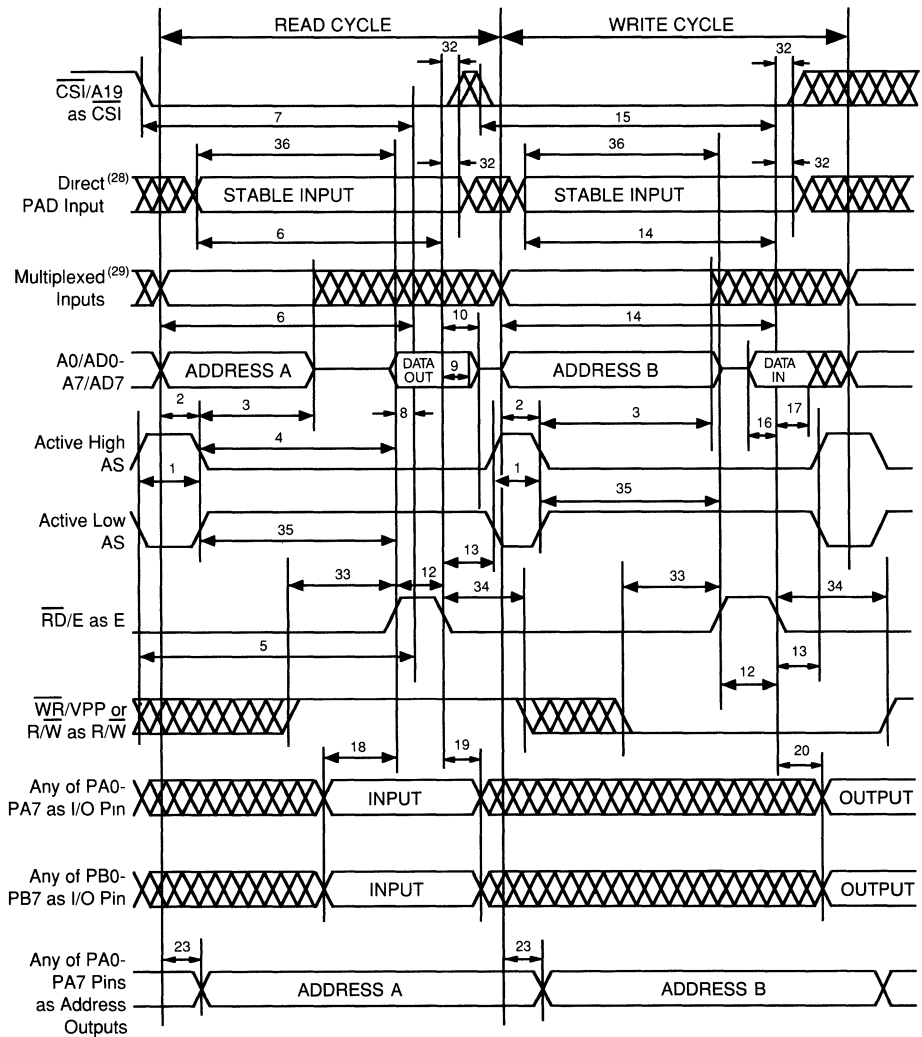 READ CYCLE
WRITE CYCLE
32
32
CSI/A19
as CSI
7
15
36
36
32
32
Direct (28)
PAD Input
STABLE INPUT
STABLE INPUT
6
14
Multiplexed (29)
Inputs
6
10
14
A0/AD0-
A7/AD7
ADDRESS A
DATA
OUT
9
ADDRESS B
DATA
IN
2
3
8
2
3
16
17
Active High
AS
4
1
1
35
Active Low
AS
35
13
33
12
34
33
34
RD/E as E
5
12
13
WR/VPP or
R/W as R/W
18
19
20
Any of PA0-
PA7 as I/O Pin
INPUT
OUTPUT
Any of PB0-
PB7 as I/O Pin
INPUT
OUTPUT
23
23
Any of PA0-
PA7 Pins
as Address
Outputs
ADDRESS A
ADDRESS B